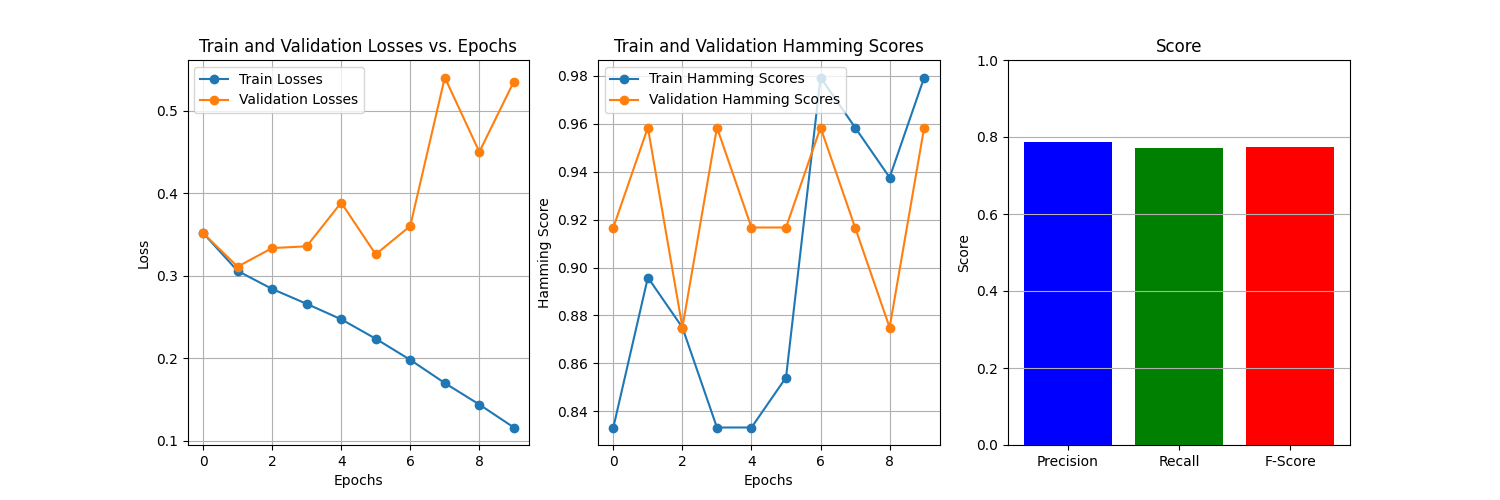 Train and Validation Losses vs. Epochs
Train Losses
Validation Losses
0.5
0.4
0.3
0.2
0.1
Loss
0 2 4 6 8
Epochs
Train and Validation Hamming Scores
Train Hamming Scores
Validation Hamming Scores
0.98
0.96
0.94
0.92
0.90
0.88
0.86
0.84
Hamming Score
0 2 4 6 8
Epochs
Score
1.0
0.8
0.6
0.4
0.2
0.0
Score
Precision Recall F-Score